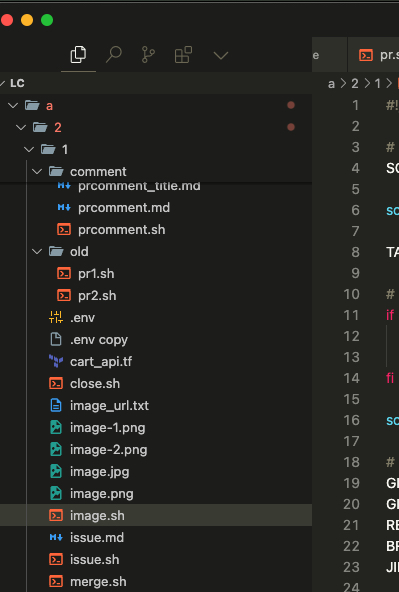 e
pr.s
LC
a > 2 > 1 >
a
2
1
comment
prcomment_title.md
prcomment.md
prcomment.sh
old
pr1.sh
pr2.sh
.env
.env copy
cart_api.tf
close.sh
image_url.txt
image-1.png
image-2.png
image.jpg
image.png
image.sh
issue.md
issue.sh
merge.sh
1 #!
2
3 #
4 SC
5
6 so
7
8 TA
9
10 #
11 if
12
13
14 fi
15
16 so
17
18 #
19 GI
20 GI
21 RE
22 BR
23 JI
24